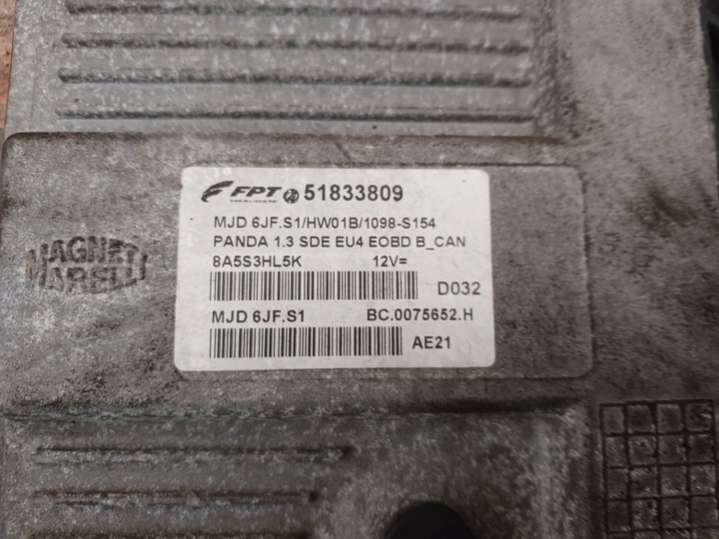 MAGNETI
MARELLI
FPT 51833809
MJD 6JF.S1/HW01B/1098-S154
PANDA 1.3 SDE EU4 EOBD B_CAN
8A5S3HL5K 12V=
D032
MJD 6JF.S1 BC.0075652.H
AE21